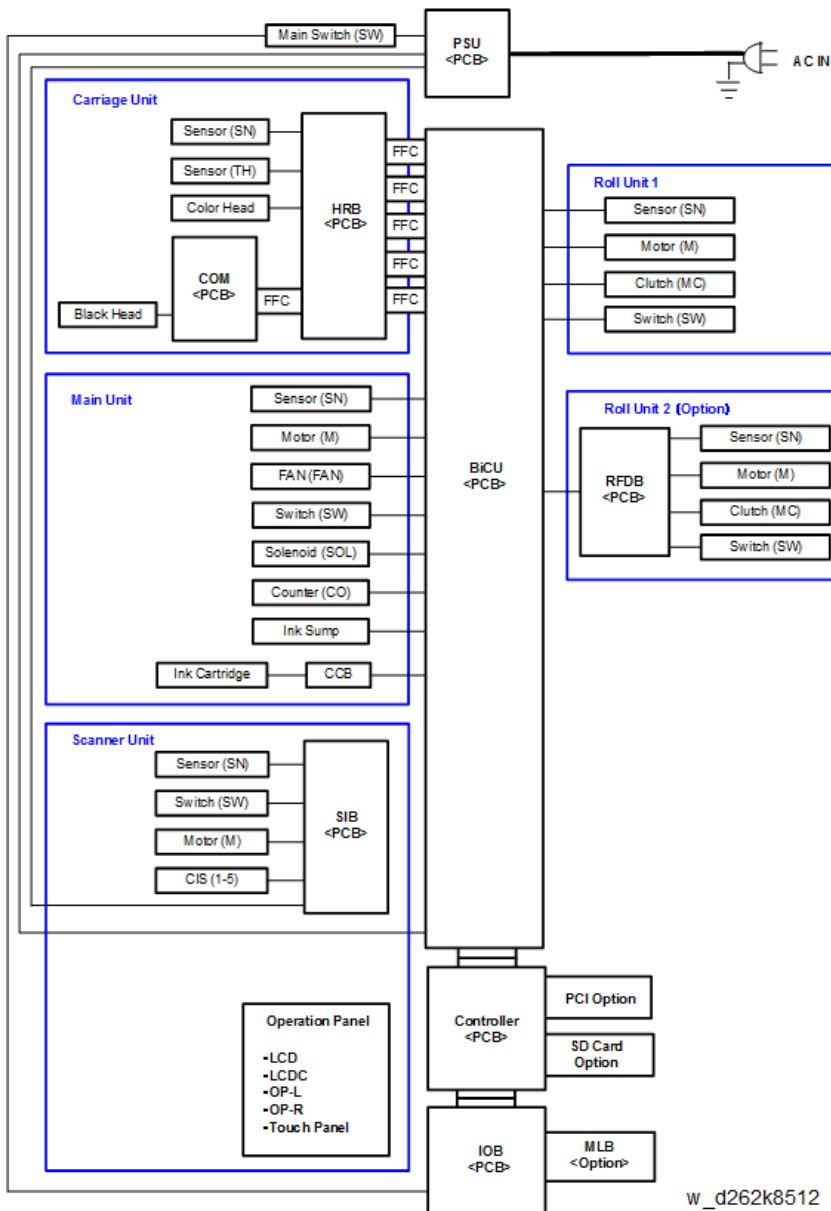 Main Switch (SW)
PSU
<PCB>
AC IN
Carriage Unit
Sensor (SN)
Sensor (TH)
Color Head
HRB
<PCB>
FFC
FFC
FFC
FFC
FFC
COM
<PCB>
FFC
Black Head
Roll Unit 1
Sensor (SN)
Motor (M)
Clutch (MC)
Switch (SW)
Main Unit
Sensor (SN)
Motor (M)
FAN (FAN)
Switch (SW)
Solenoid (SOL)
Counter (CO)
Ink Sump
Ink Cartridge
CCB
BiCU
<PCB>
Roll Unit 2 (Option)
RFDB
<PCB>
Sensor (SN)
Motor (M)
Clutch (MC)
Switch (SW)
Scanner Unit
Sensor (SN)
Switch (SW)
Motor (M)
CIS (1-5)
SIB
<PCB>
Operation Panel
-LCD
-LCDC
-OP-L
-OP-R
-Touch Panel
Controller
<PCB>
PCI Option
SD Card
Option
IOB
<PCB>
MLB
<Option>
w_d262k8512